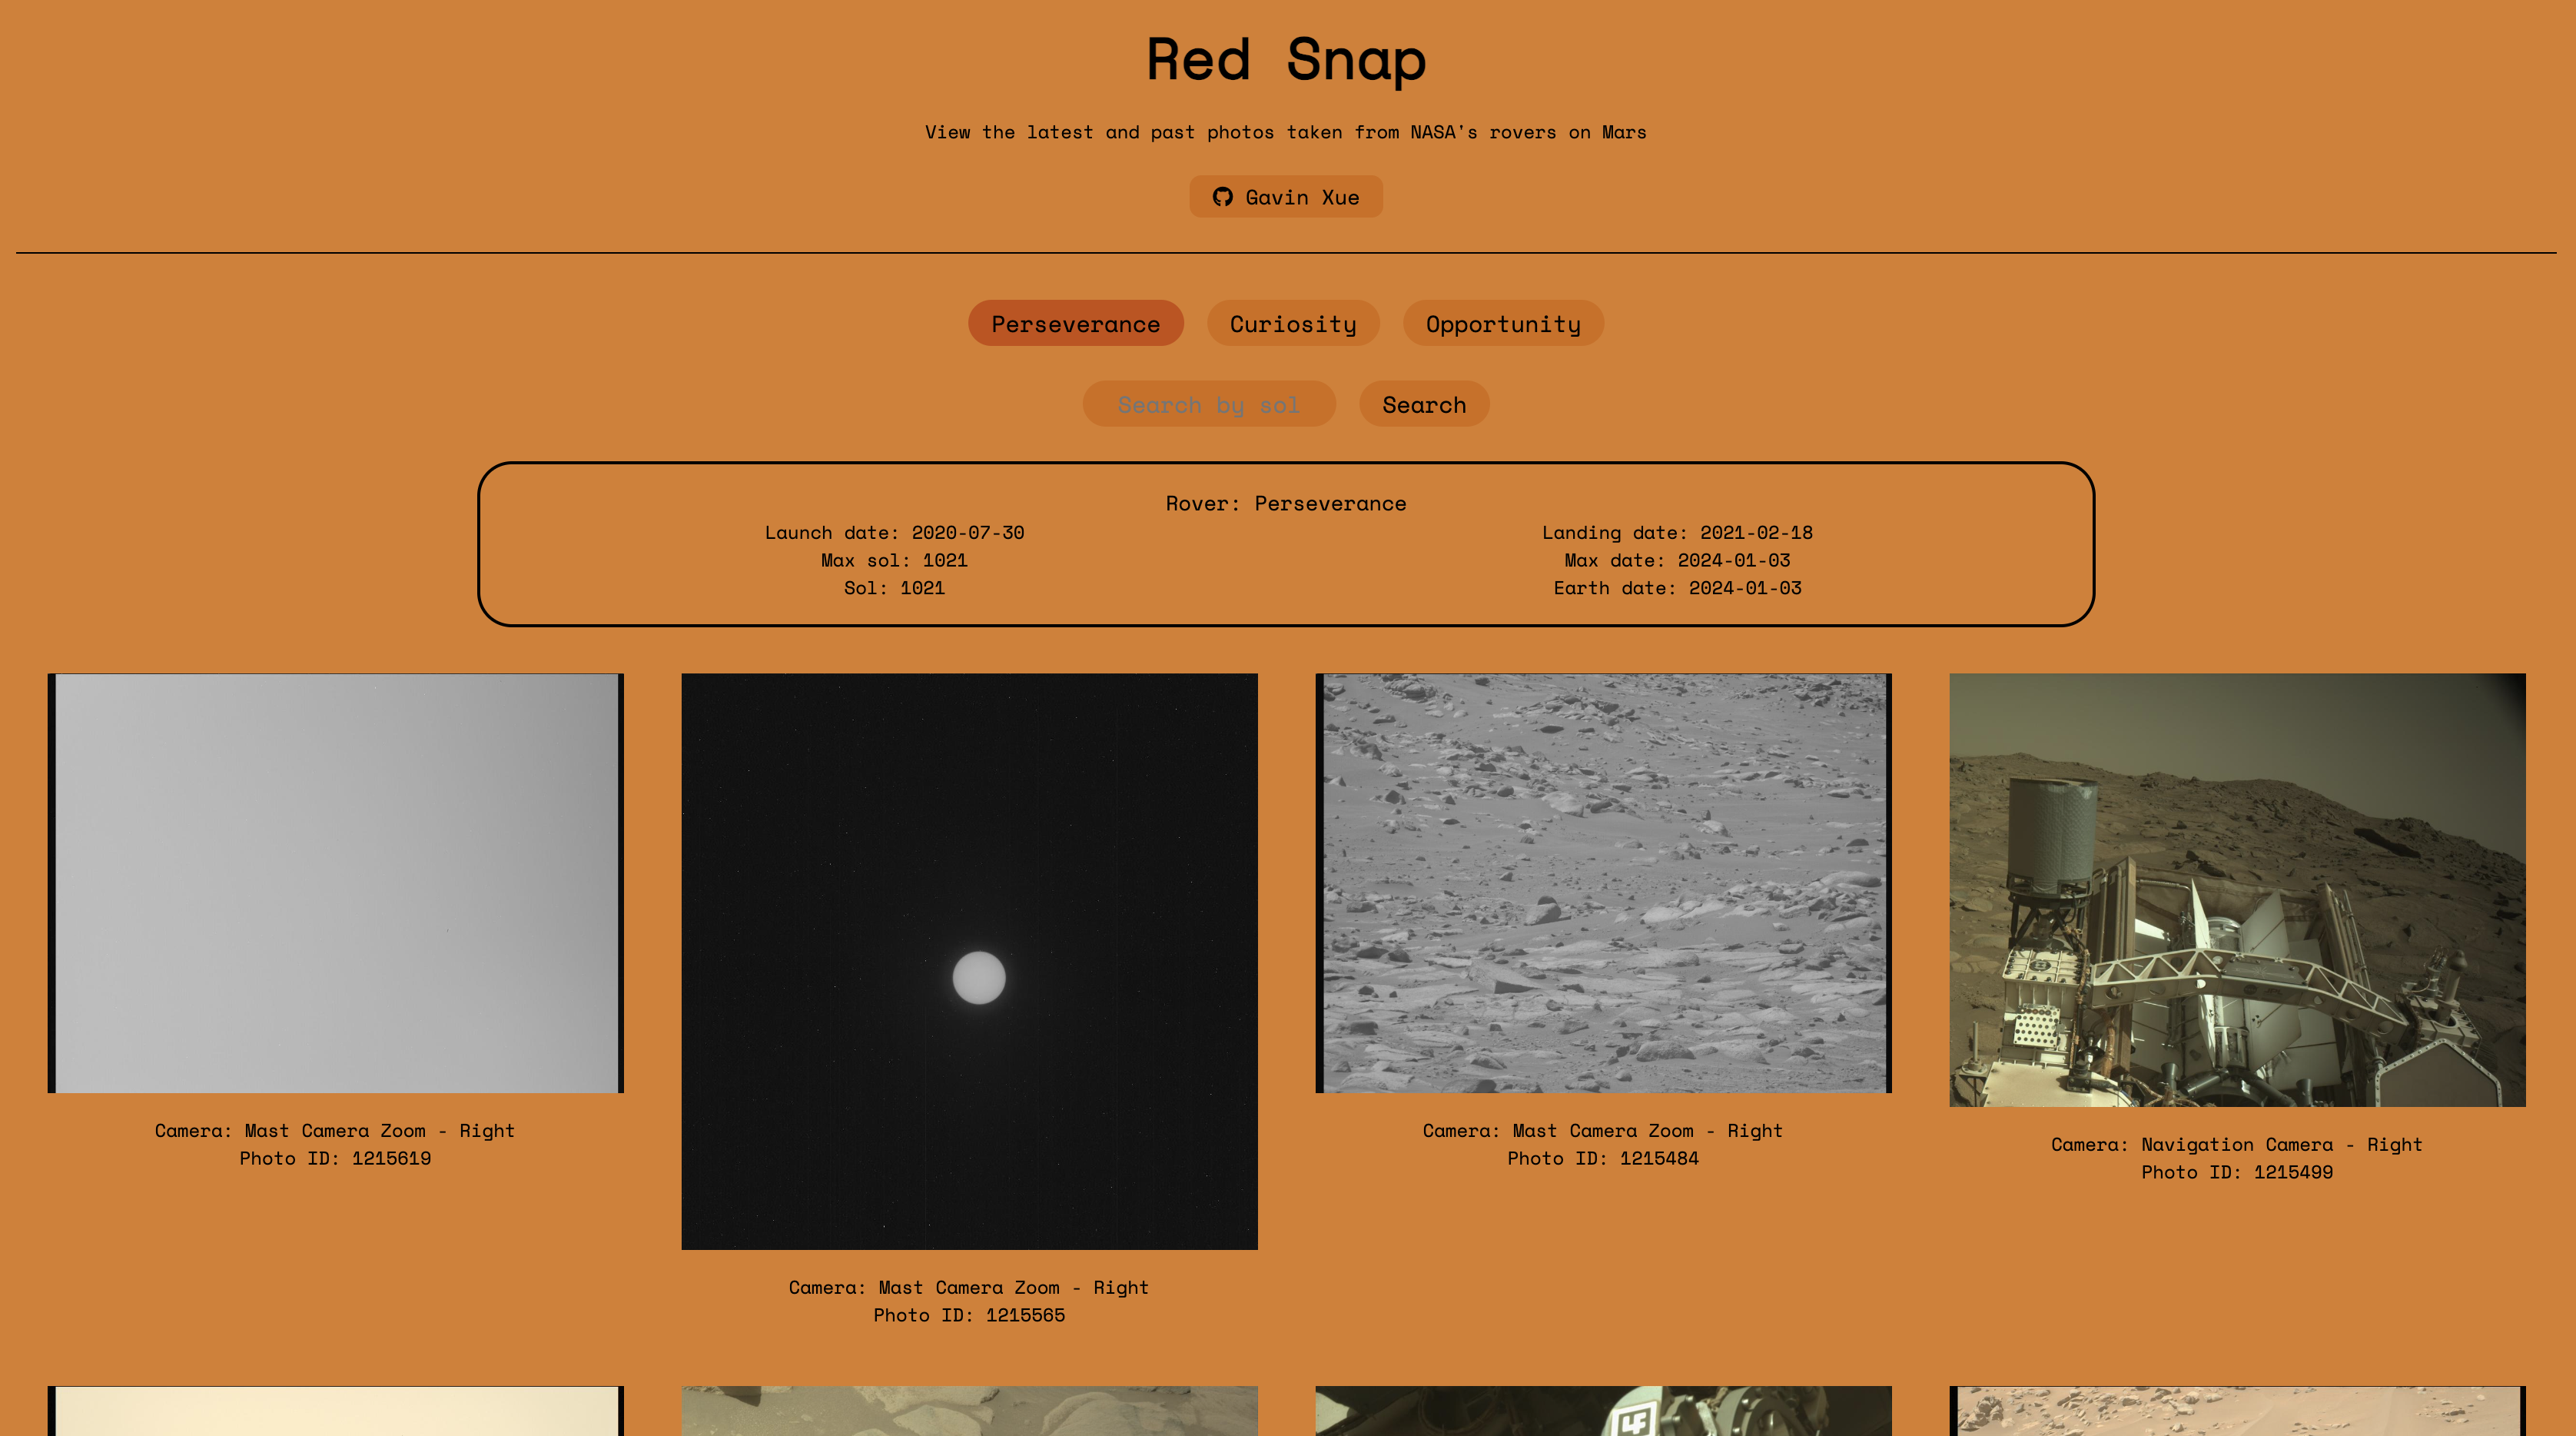 Red Snap
View the latest and past photos taken from NASA's rovers on Mars
Gavin Xue
Perseverance Curiosity Opportunity
Search by sol Search
Rover: Perseverance
Launch date: 2020-07-30 Landing date: 2021-02-18
Max sol: 1021 Max date: 2024-01-03
Sol: 1021 Earth date: 2024-01-03
Camera: Mast Camera Zoom - Right
Photo ID: 1215619
Camera: Mast Camera Zoom - Right
Photo ID: 1215565
Camera: Mast Camera Zoom - Right
Photo ID: 1215484
Camera: Navigation Camera - Right
Photo ID: 1215499
LF